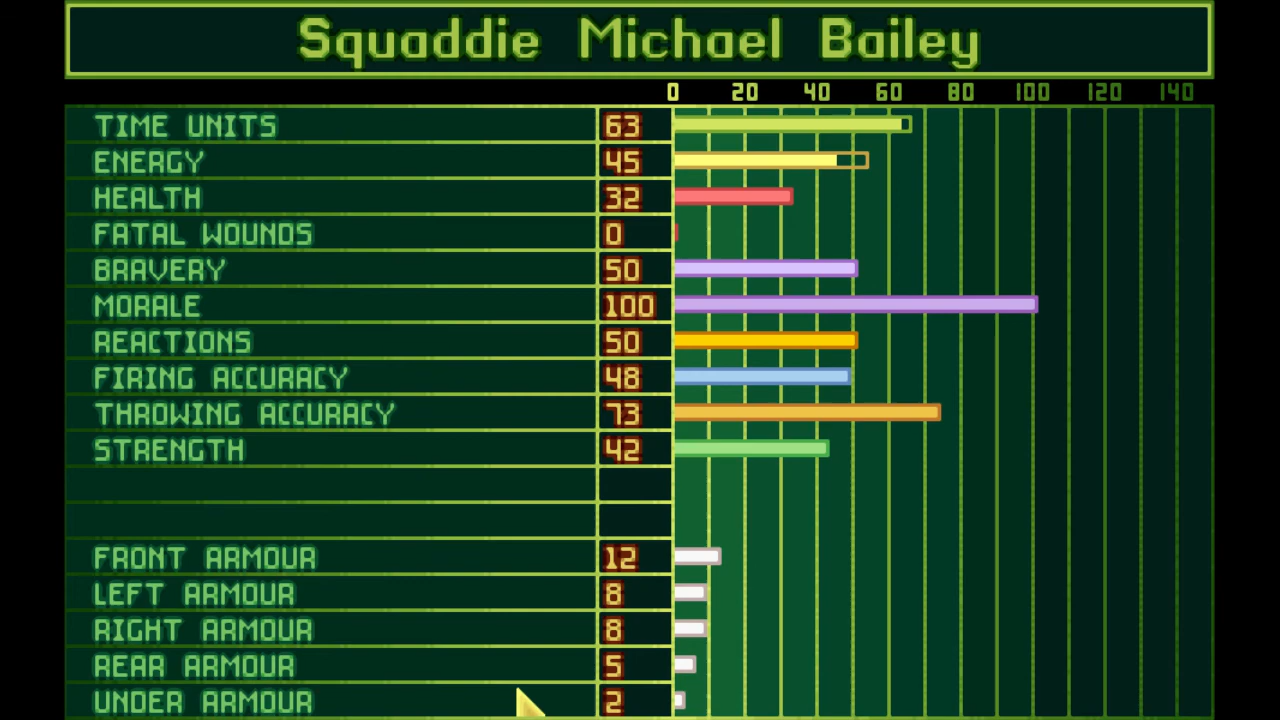 Squaddie Michael Bailey
0 20 40 60 80 100 120 140
TIME UNITS 63
ENERGY 45
HEALTH 32
FATAL WOUNDS 0
BRAVERY 50
MORALE 100
REACTIONS 50
FIRING ACCURACY 48
THROWING ACCURACY 73
STRENGTH 42
FRONT ARMOUR 12
LEFT ARMOUR 8
RIGHT ARMOUR 8
REAR ARMOUR 5
UNDER ARMOUR 2